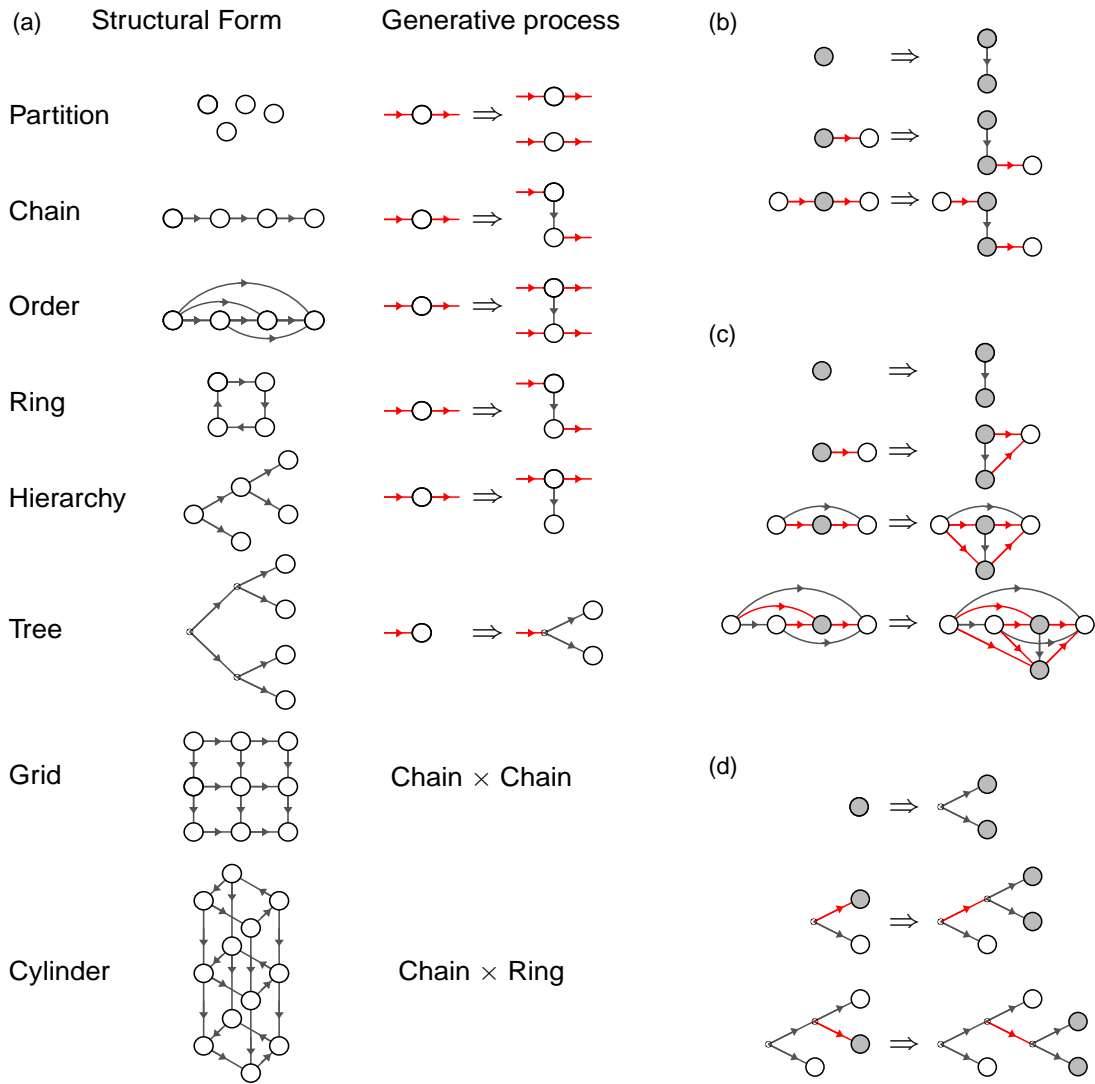 (a) Structural Form Generative process
Partition
Chain
Order
Ring
Hierarchy
Tree
Grid Chain × Chain
Cylinder Chain × Ring
(b)
(c)
(d)